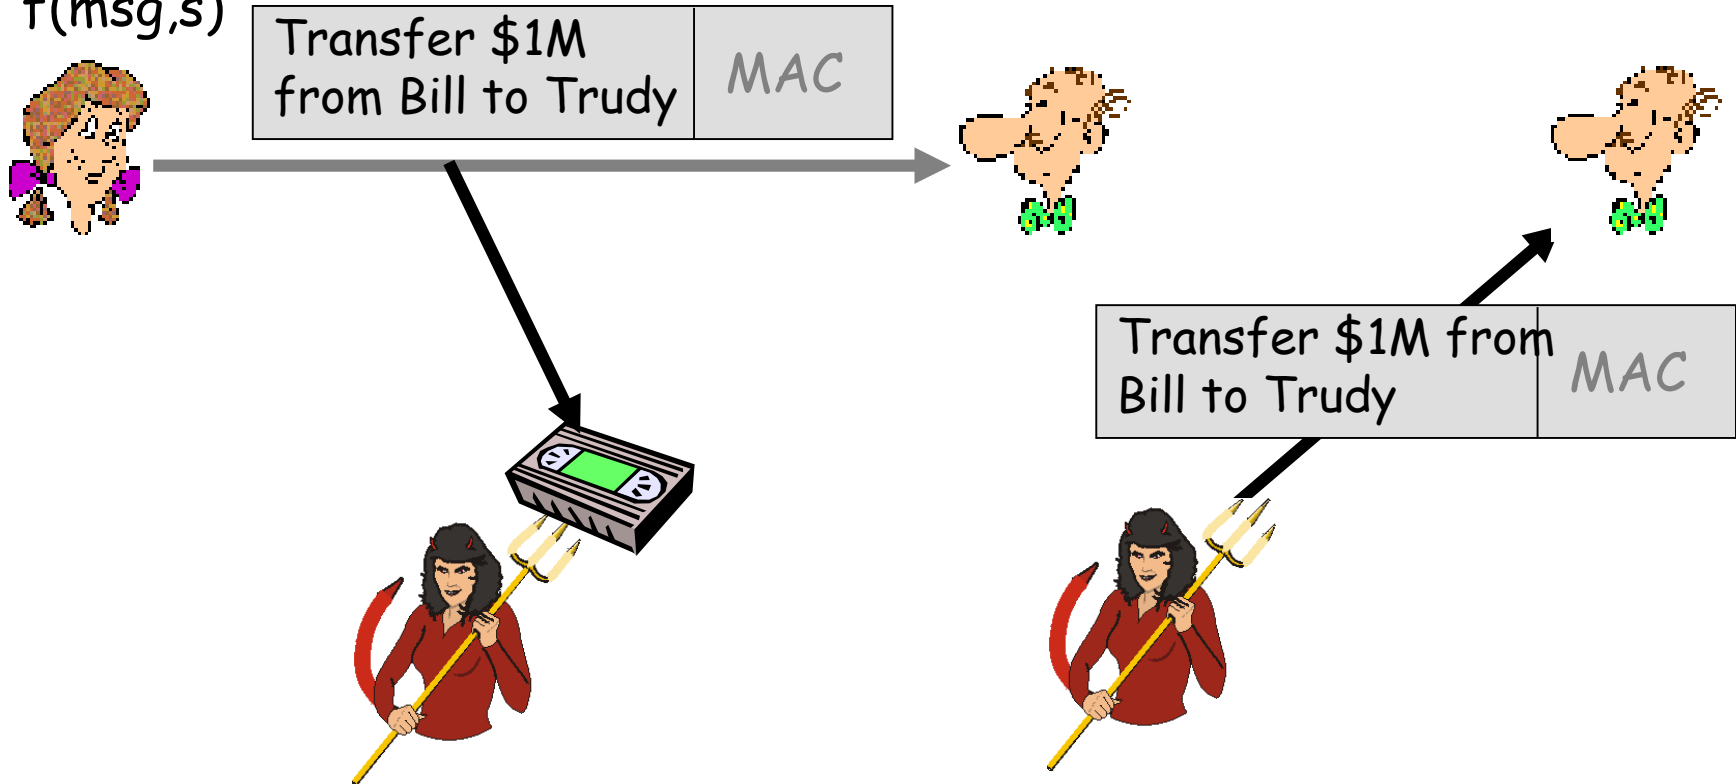 f(msg,s)
Transfer $1M
from Bill to Trudy
MAC
Transfer $1M from
Bill to Trudy
MAC